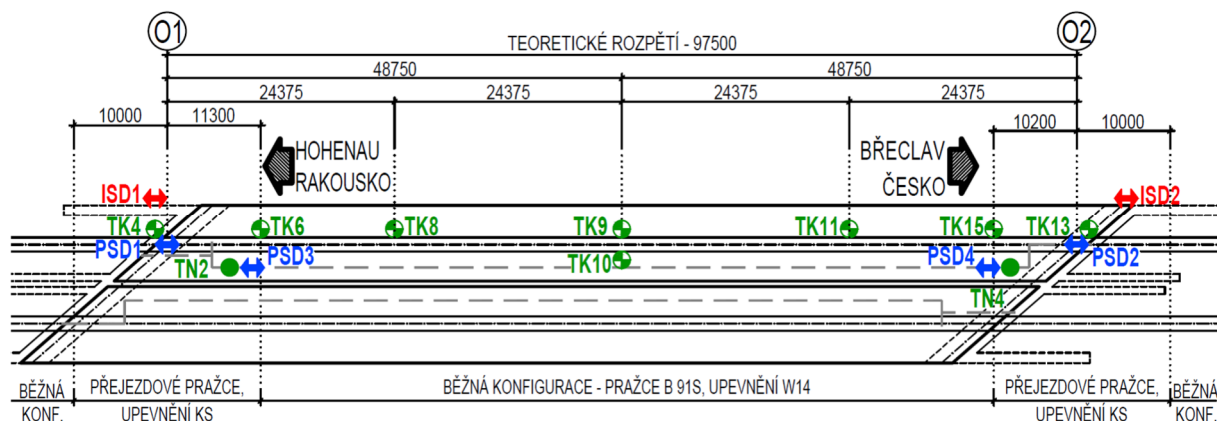 O1
O2
TEORETICKÉ ROZPĚTÍ - 97500
48750
48750
24375
24375
24375
24375
10000
11300
10200
10000
HOHENAU
RAKOUSKO
BŘECLAV
ČESKO
ISD1
ISD2
TK4
TK6
TK8
TK9
TK11
TK15
TK13
PSD1
PSD3
PSD4
PSD2
TN2
TK10
TN4
BĚŽNÁ
KONF.
PŘEJEZDOVÉ PRAŽCE,
UPEVNĚNÍ KS
BĚŽNÁ KONFIGURACE - PRAŽCE B 91S, UPEVNĚNÍ W14
PŘEJEZDOVÉ PRAŽCE,
UPEVNĚNÍ KS
BĚŽNÁ
KONF.